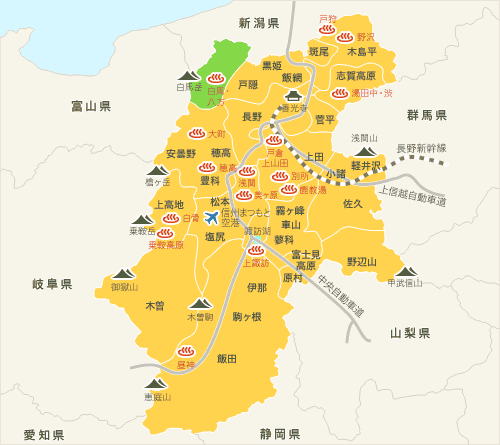 新潟県
戸狩
野沢
斑尾
木島平
黒姫
飯綱
志賀高原
白馬岳
白馬・
八方
戸隠
湯田中・渋
富山県
善光寺
群馬県
長野
菅平
大町
浅間山
戸倉
上山田
長野新幹線
安曇野
穂高
上田
軽井沢
穂高
浅間
別所
小諸
槍ヶ岳
豊科
鹿教湯
美ヶ原
上信越自動車道
松本
上高地
白骨
信州まつもと
空港
霧ヶ峰
佐久
乗鞍岳
車山
乗鞍高原
塩尻
諏訪湖
蓼科
上諏訪
富士見
高原
野辺山
原村
御嶽山
甲武信山
岐阜県
伊那
中央自動車道
木曽
木曽駒
駒ヶ根
山梨県
昼神
飯田
恵庭山
愛知県
静岡県